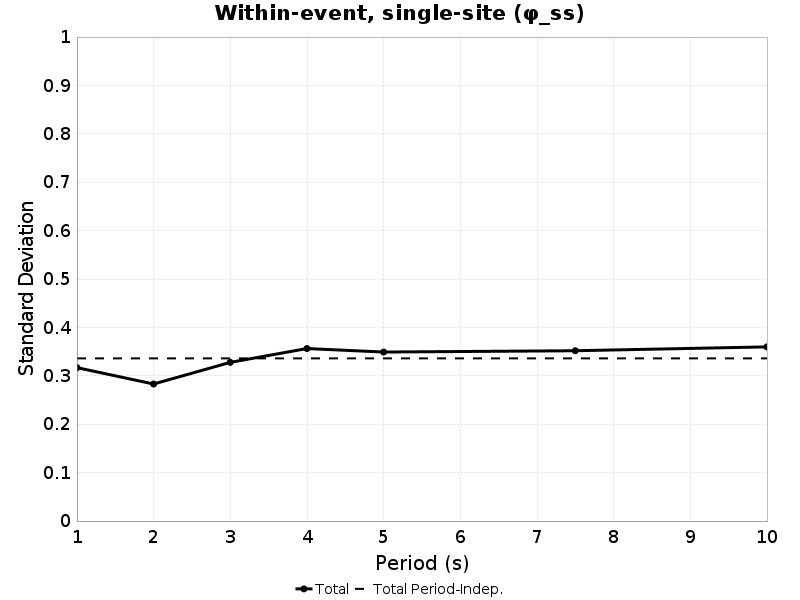 Within-event, single-site (φ_ss)
1
0.9
0.8
0.7
0.6
0.5
0.4
0.3
0.2
0.1
0
Standard Deviation
1 2 3 4 5 6 7 8 9 10
Period (s)
Total Total Period-Indep.